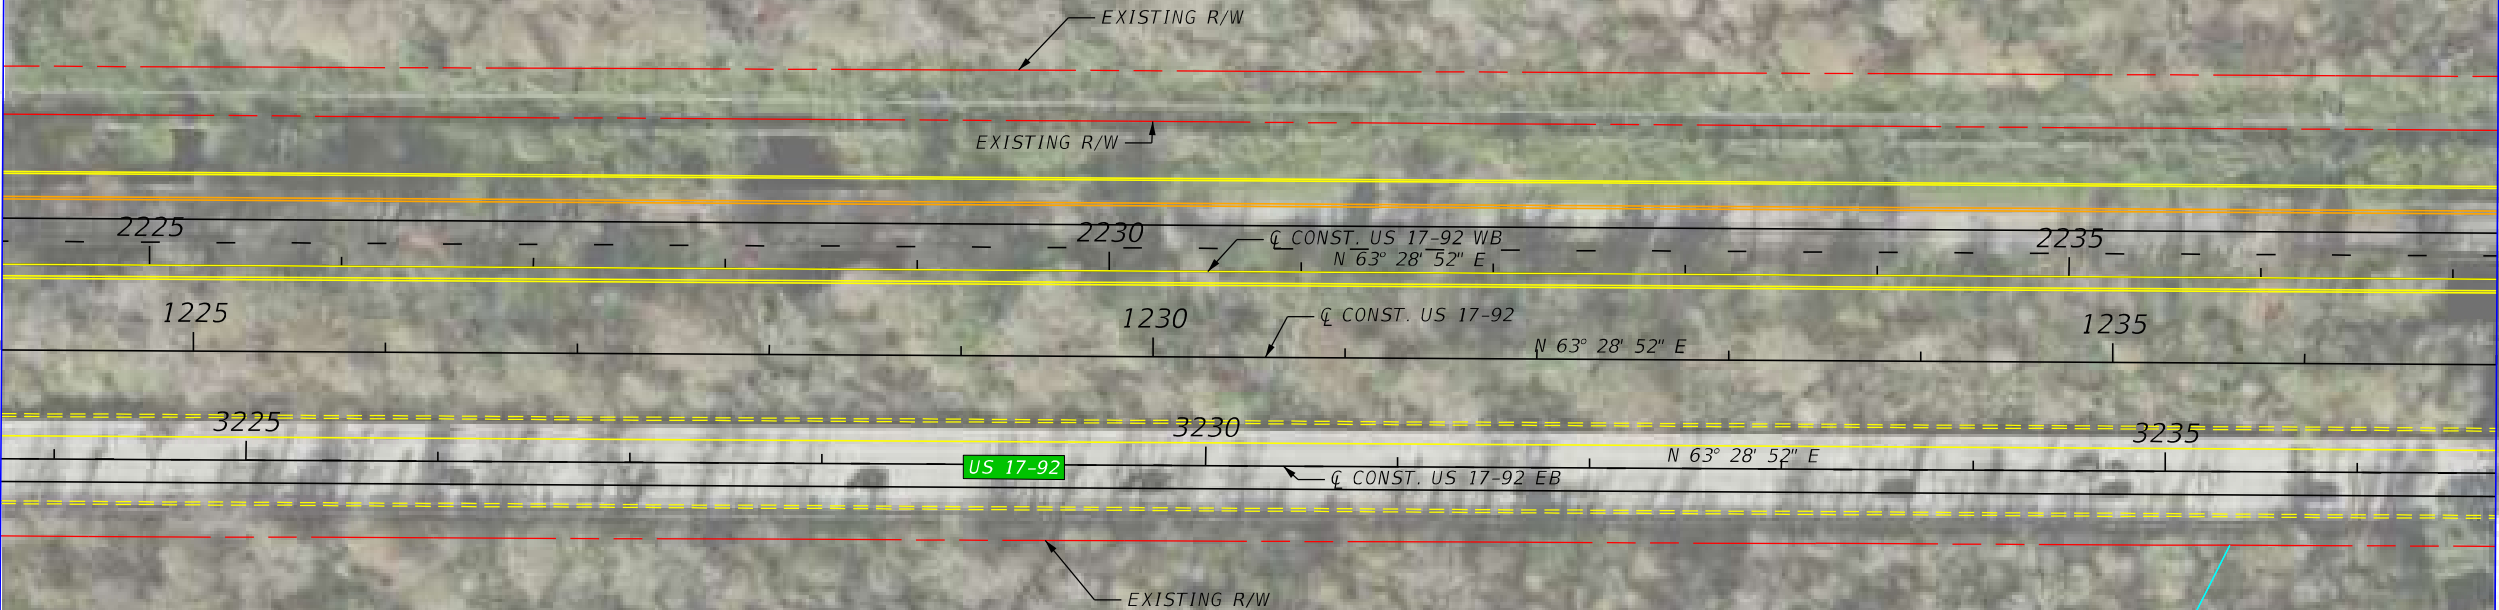 EXISTING R/W
EXISTING R/W
2225
2230
2235
℄ CONST. US 17-92 WB
N 63° 28' 52" E
1225
1230
1235
℄ CONST. US 17-92
N 63° 28' 52" E
3225
3230
3235
US 17-92
N 63° 28' 52" E
℄ CONST. US 17-92 EB
EXISTING R/W